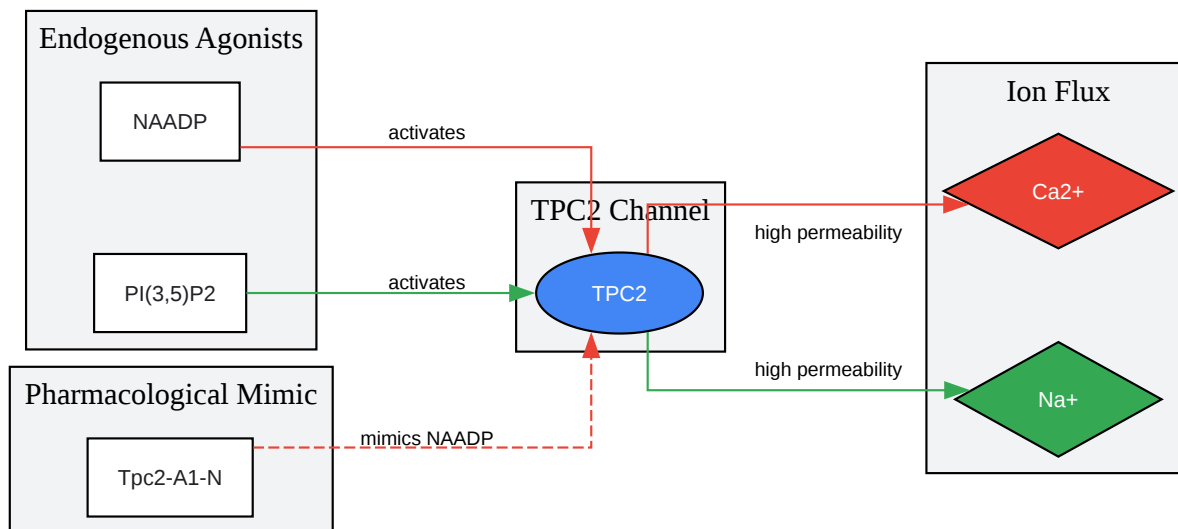 Endogenous Agonists
NAADP
activates
PI(3,5)P2
activates
Pharmacological Mimic
Tpc2-A1-N
mimics NAADP
TPC2 Channel
TPC2
high permeability
high permeability
Ion Flux
Ca2+
Na+